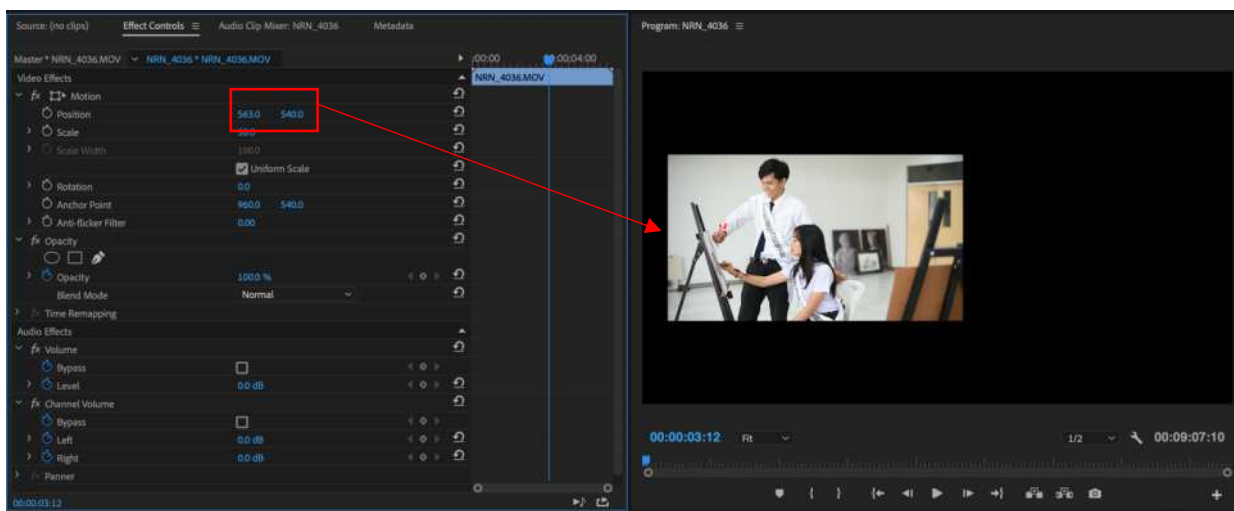 Source: (no clips) Effect Controls Audio Clip Mixer: NRN_4036 Metadata
Master * NRN_4036.MOV NRN_4036 * NRN_4036.MOV
:00:00 00:00:04:00
Video Effects
NRN_4036.MOV
fx Motion
Position 563.0 540.0
Scale 50.0
Scale Width 100.0
Uniform Scale
Rotation 0.0
Anchor Point 960.0 540.0
Anti-flicker Filter 0.00
fx Opacity
Opacity 100.0 %
Blend Mode Normal
Time Remapping
Audio Effects
fx Volume
Bypass
Level 0.0 dB
fx Channel Volume
Bypass
Left 0.0 dB
Right 0.0 dB
Panner
00:00:03:12
Program: NRN_4036
00:00:03:12 Fit 1/2 00:09:07:10